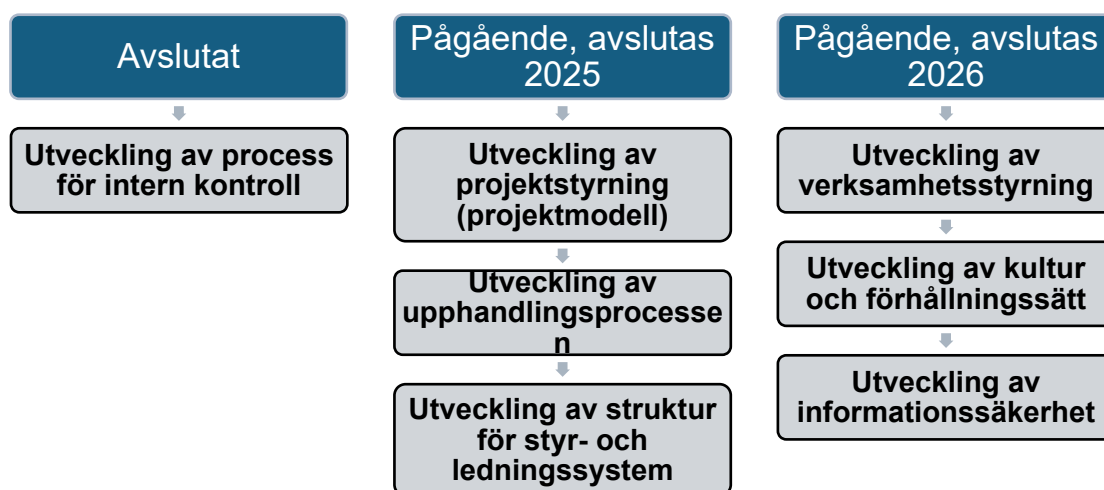 Avslutat
Utveckling av process
för intern kontroll
Pågående, avslutas
2025
Utveckling av
projektstyrning
(projektmodell)
Utveckling av
upphandlingsprocesse
n
Utveckling av struktur
för styr- och
ledningssystem
Pågående, avslutas
2026
Utveckling av
verksamhetsstyrning
Utveckling av kultur
och förhållningssätt
Utveckling av
informationssäkerhet